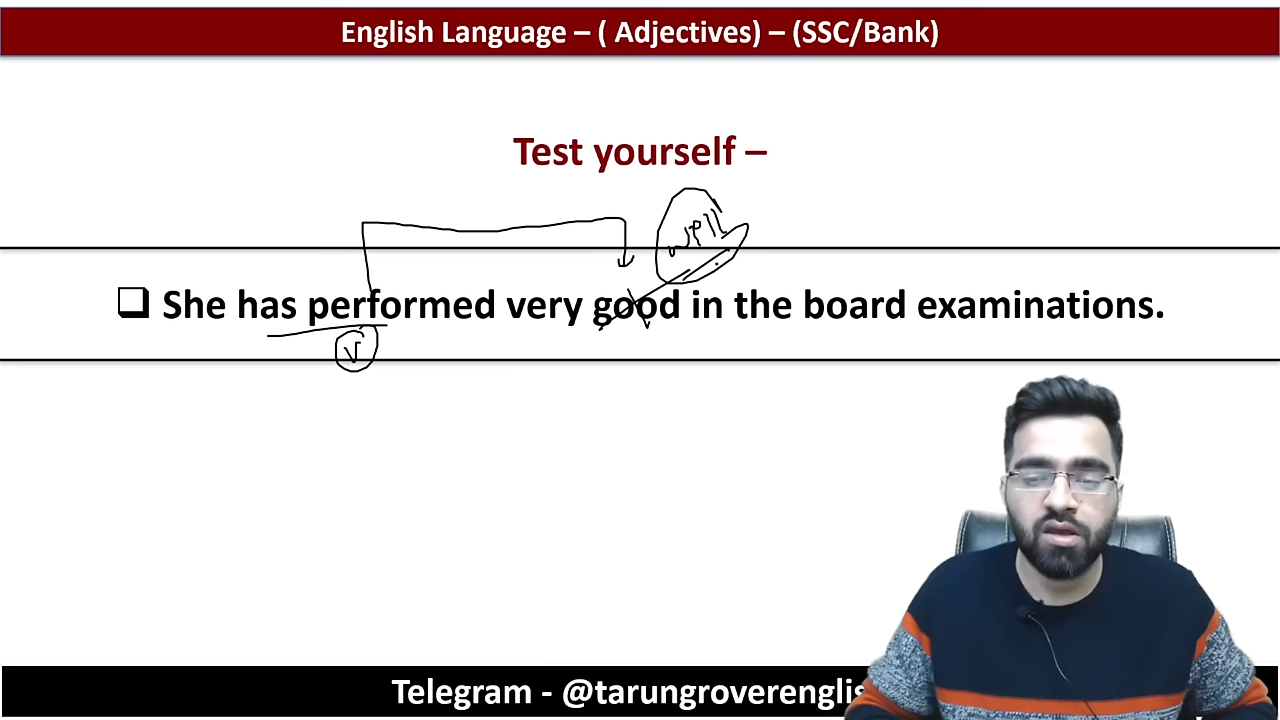 English Language – ( Adjectives) – (SSC/Bank)
Test yourself –
well
❑ She has performed very good in the board examinations.
V
Telegram - @tarungroverenglis